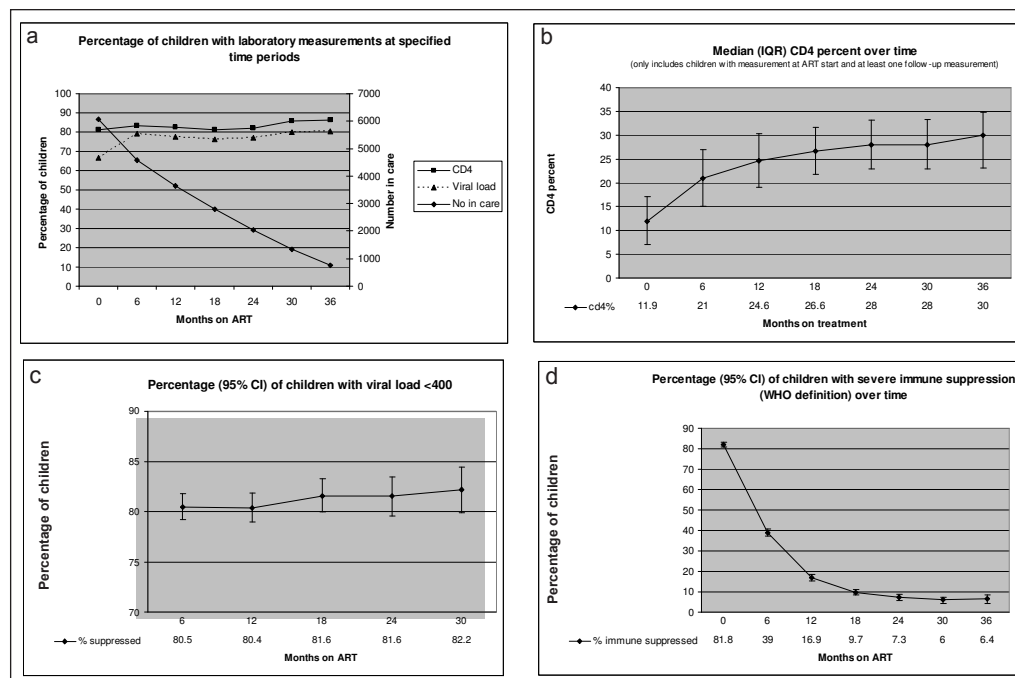 a
Percentage of children with laboratory measurements at specified
time periods
100
90
80
70
60
50
40
30
20
10
0
Percentage of children
7000
6000
5000
4000
3000
2000
1000
0
Number in care
CD4
Viral load
No in care
0 6 12 18 24 30 36
Months on ART
b
Median (IQR) CD4 percent over time
(only includes children with measurement at ART start and at least one follow -up measurement)
40
35
30
25
20
15
10
5
0
CD4 percent
0 6 12 18 24 30 36
cd4% 11.9 21 24.6 26.6 28 28 30
Months on treatment
c
Percentage (95% CI) of children with viral load <400
90
85
80
75
70
Percentage of children
6 12 18 24 30
% suppressed 80.5 80.4 81.6 81.6 82.2
Months on ART
d
Percentage (95% CI) of children with severe immune suppression
(WHO definition) over time
90
80
70
60
50
40
30
20
10
0
Percentage of children
0 6 12 18 24 30 36
% immune suppressed 81.8 39 16.9 9.7 7.3 6 6.4
Months on ART